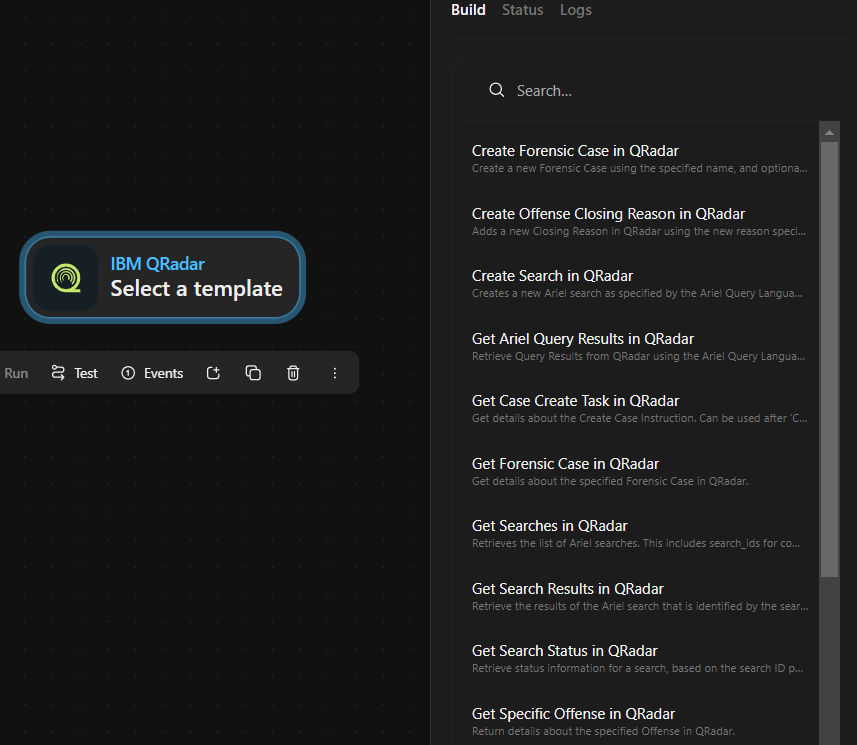 Build Status Logs
Search...
Create Forensic Case in QRadar
Create a new Forensic Case using the specified name, and optiona...
Create Offense Closing Reason in QRadar
Adds a new Closing Reason in QRadar using the new reason speci...
Create Search in QRadar
Creates a new Ariel search as specified by the Ariel Query Langua...
Get Ariel Query Results in QRadar
Retrieve Query Results from QRadar using the Ariel Query Langua...
Get Case Create Task in QRadar
Get details about the Create Case Instruction. Can be used after 'C...
Get Forensic Case in QRadar
Get details about the specified Forensic Case in QRadar.
Get Searches in QRadar
Retrieves the list of Ariel searches. This includes search_ids for co...
Get Search Results in QRadar
Retrieve the results of the Ariel search that is identified by the sear...
Get Search Status in QRadar
Retrieve status information for a search, based on the search ID p...
Get Specific Offense in QRadar
Return details about the specified Offense in QRadar.
IBM QRadar
Select a template
Run Test 1 Events